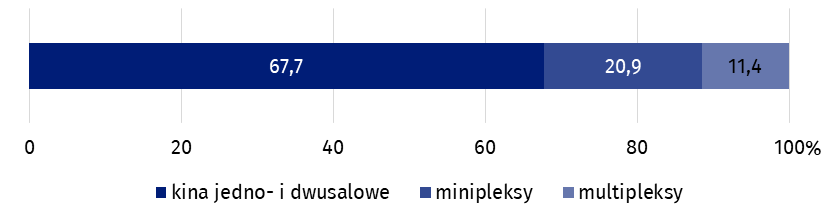 67,7 20,9 11,4
0 20 40 60 80 100%
kina jedno- i dwusalowe minipleksy multipleksy